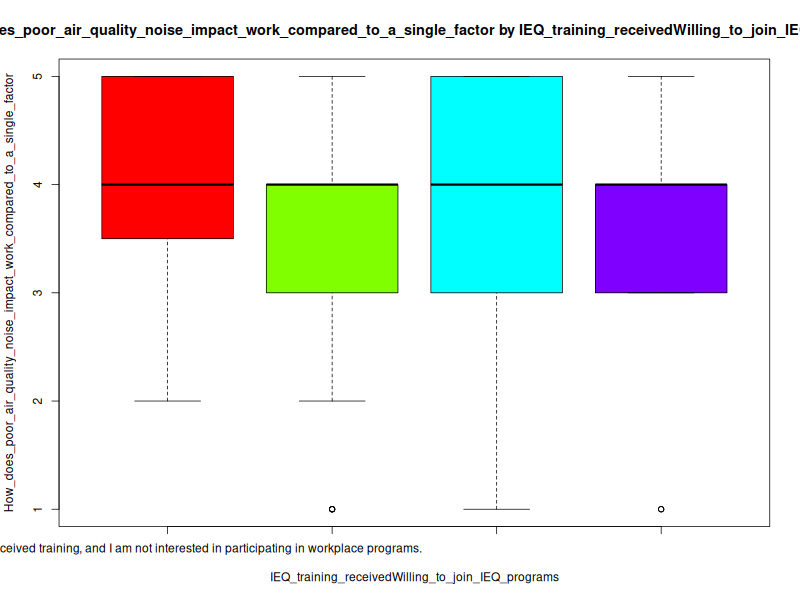 es_poor_air_quality_noise_impact_work_compared_to_a_single_factor by IEQ_training_receivedWilling_to_join_IE
How_does_poor_air_quality_noise_impact_work_compared_to_a_single_factor
5
4
3
2
1
ceived training, and I am not interested in participating in workplace programs.
IEQ_training_receivedWilling_to_join_IEQ_programs